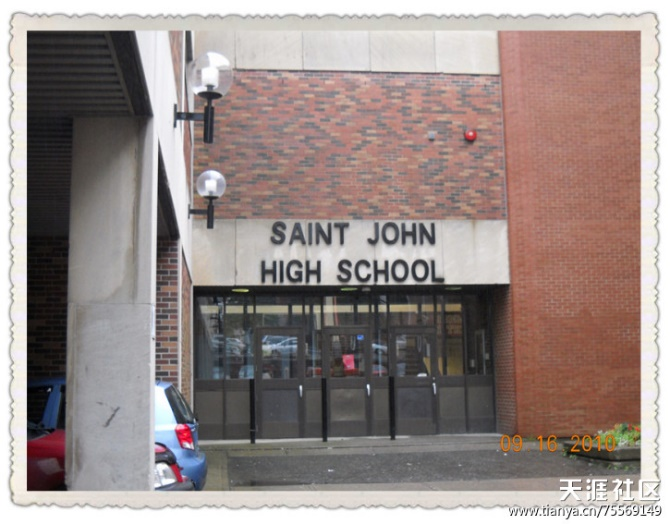 SAINT JOHN
HIGH SCHOOL
09 16 2010
天涯社区
www.tianya.cn/75569149